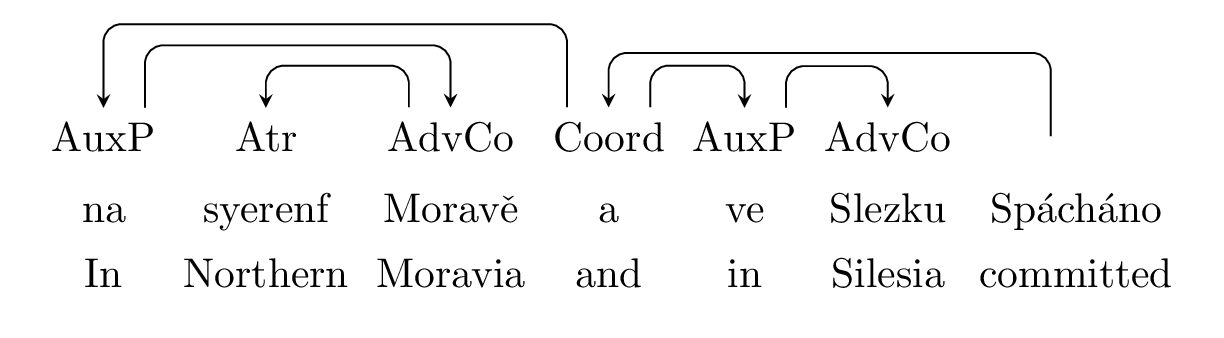 AuxP Atr AdvCo Coord AuxP AdvCo
na syerenf Moravě a ve Slezku Spácháno
In Northern Moravia and in Silesia committed